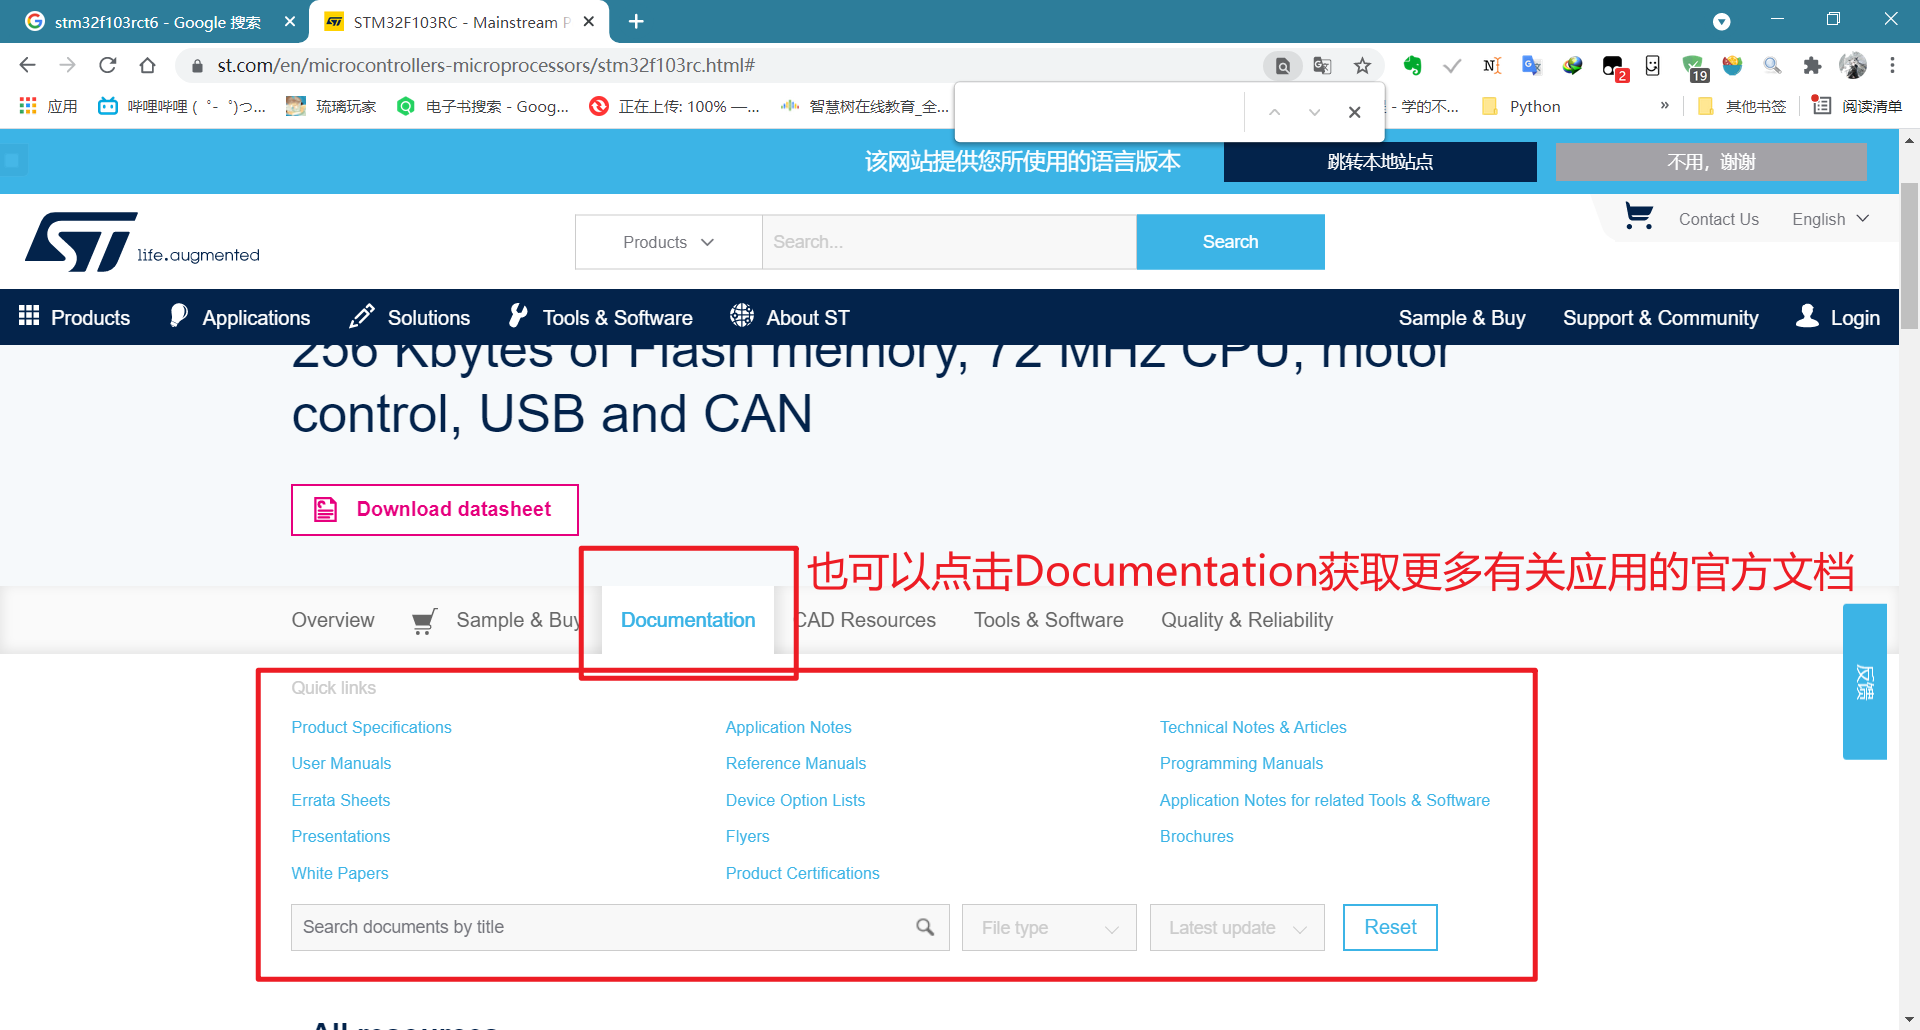 stm32f103rct6 - Google 搜索
STM32F103RC - Mainstream P
st.com/en/microcontrollers-microprocessors/stm32f103rc.html#
2
19
应用
哔哩哔哩 (゜-゜)つ...
琉璃玩家
电子书搜索 - Goog...
正在上传: 100% —...
智慧树在线教育_全...
- 学的不...
Python
»
其他书签
阅读清单
该网站提供您所使用的语言版本
跳转本地站点
不用，谢谢
ST life.augmented
Products
Search...
Search
Contact Us
English
Products
Applications
Solutions
Tools & Software
About ST
Sample & Buy
Support & Community
Login
256 Kbytes of Flash memory, 72 MHz CPU, motor
control, USB and CAN
Download datasheet
也可以点击Documentation获取更多有关应用的官方文档
Overview
Sample & Buy
Documentation
CAD Resources
Tools & Software
Quality & Reliability
反馈
Quick links
Product Specifications
Application Notes
Technical Notes & Articles
User Manuals
Reference Manuals
Programming Manuals
Errata Sheets
Device Option Lists
Application Notes for related Tools & Software
Presentations
Flyers
Brochures
White Papers
Product Certifications
Search documents by title
File type
Latest update
Reset
All resources